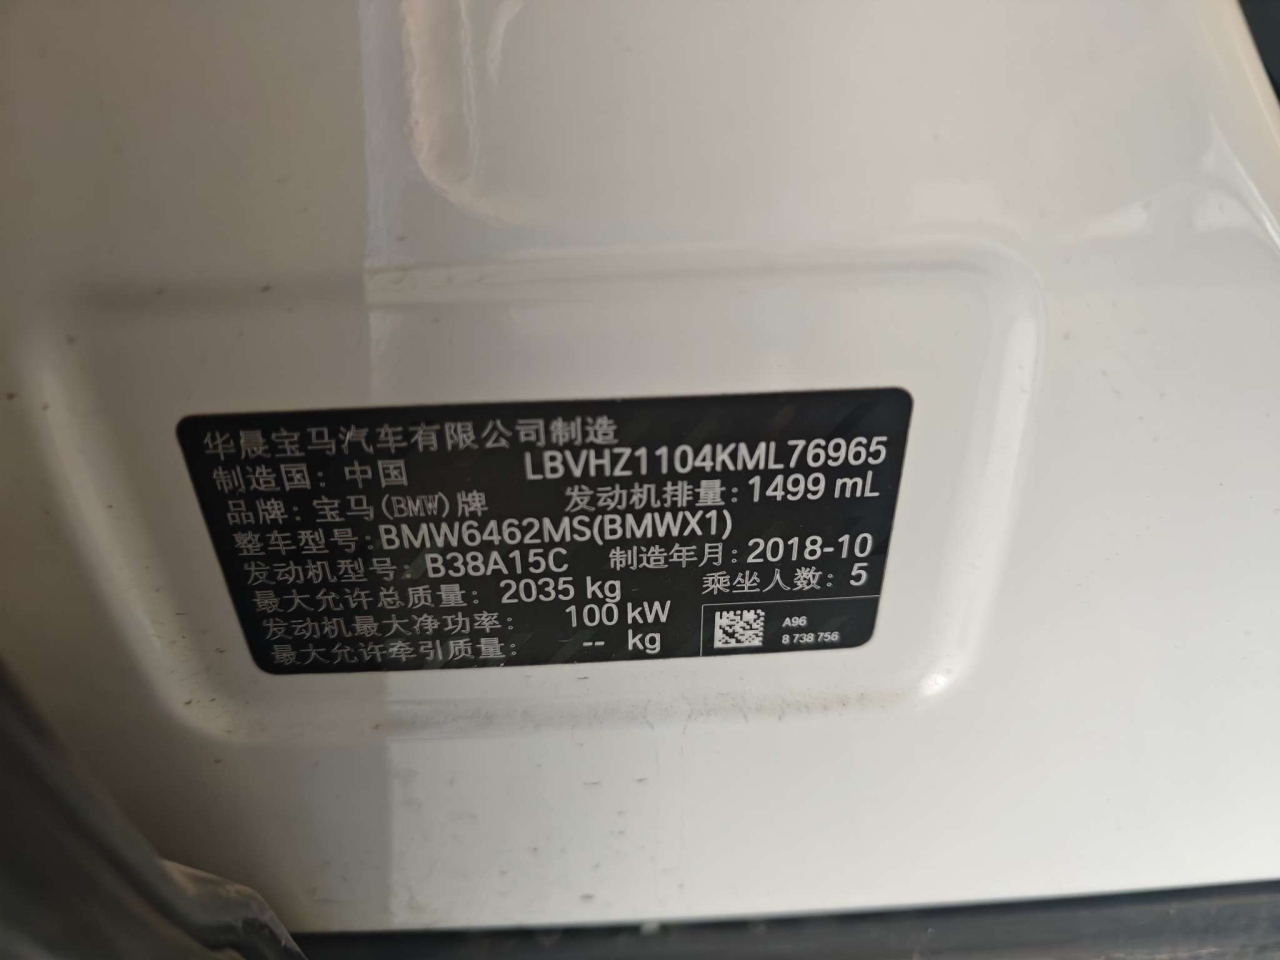 华晨宝马汽车有限公司制造
制造国：中国 LBVHZ1104KML76965
品牌：宝马(BMW)牌 发动机排量：1499 mL
整车型号：BMW6462MS(BMWX1)
发动机型号：B38A15C 制造年月：2018-10
最大允许总质量：2035 kg 乘坐人数：5
发动机最大净功率：100 kW
最大允许牵引质量：-- kg
A96
8 738 756